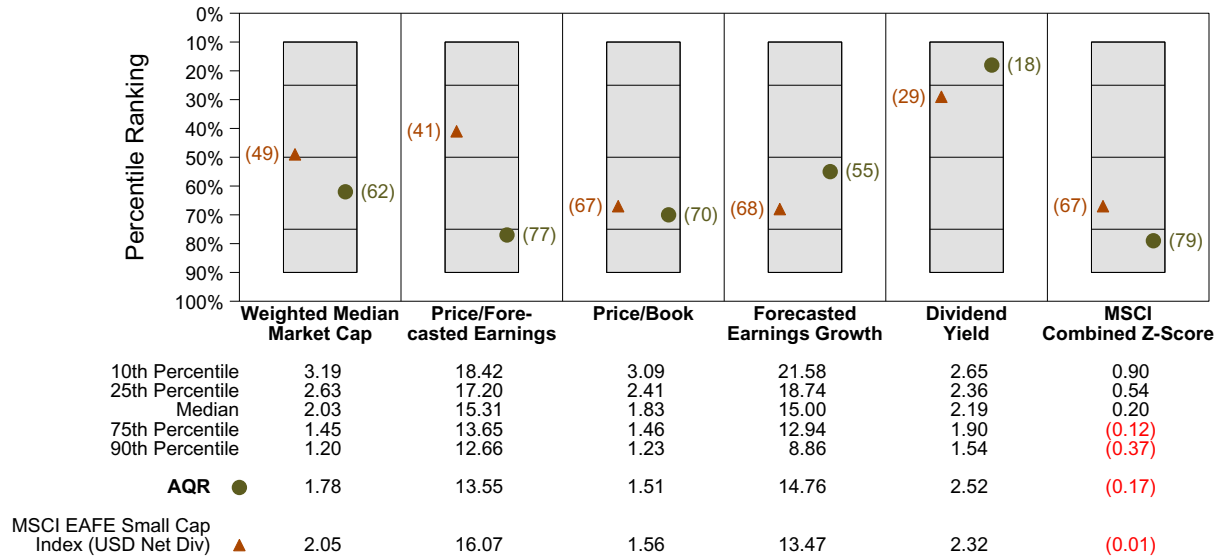 Percentile Ranking
0%
10%
20%
30%
40%
50%
60%
70%
80%
90%
100%
(49)
(62)
(41)
(77)
(67)
(70)
(68)
(55)
(29)
(18)
(67)
(79)
Weighted Median Market Cap
Price/Fore-casted Earnings
Price/Book
Forecasted Earnings Growth
Dividend Yield
MSCI Combined Z-Score
10th Percentile 3.19 18.42 3.09 21.58 2.65 0.90
25th Percentile 2.63 17.20 2.41 18.74 2.36 0.54
Median 2.03 15.31 1.83 15.00 2.19 0.20
75th Percentile 1.45 13.65 1.46 12.94 1.90 (0.12)
90th Percentile 1.20 12.66 1.23 8.86 1.54 (0.37)
AQR 1.78 13.55 1.51 14.76 2.52 (0.17)
MSCI EAFE Small Cap
Index (USD Net Div) 2.05 16.07 1.56 13.47 2.32 (0.01)